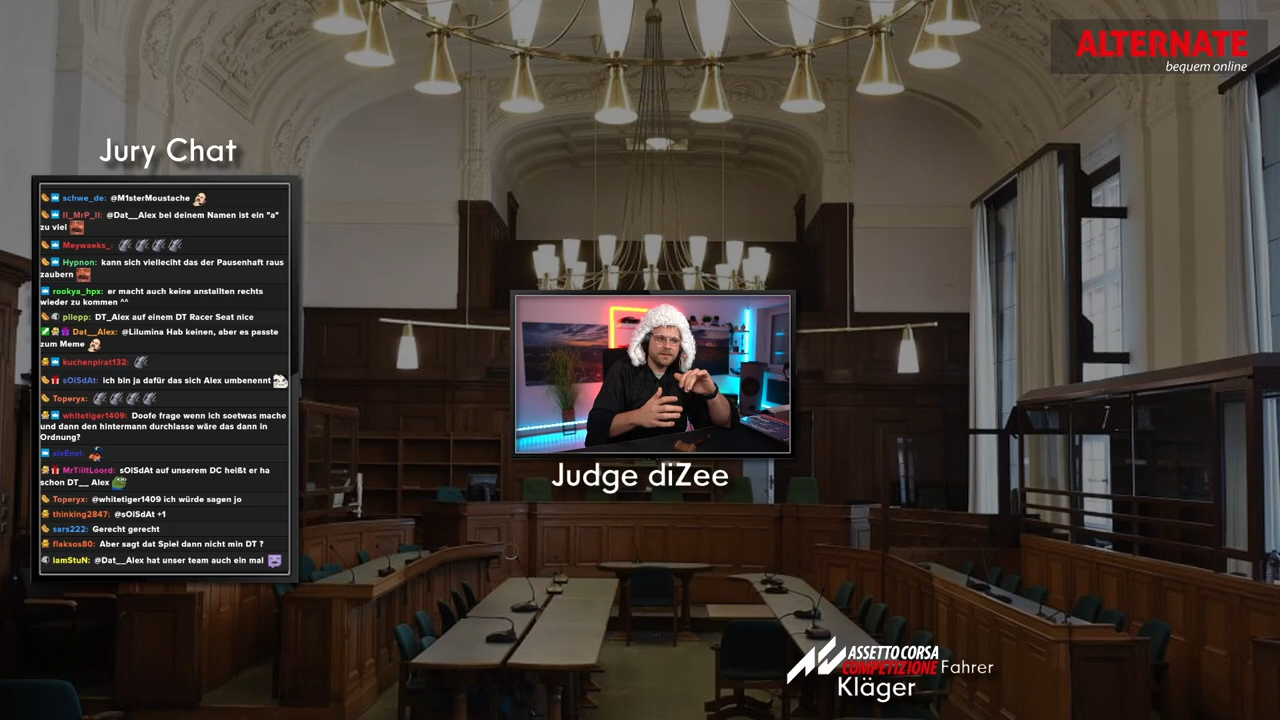 ALTERNATE
bequem online
Jury Chat
schwe_de: @M1sterMoustache
II_MrP_II: @Dat__Alex bei deinem Namen ist ein "a"
zu viel
Meywaeks_:
Hypnon: kann sich vielleciht das der Pausenhaft raus
zaubern
rookya_hpx: er macht auch keine anstallten rechts
wieder zu kommen ^^
pilepp: DT_Alex auf einem DT Racer Seat nice
Dat__Alex: @Lilumina Hab keinen, aber es passte
zum Meme
kuchenpirat132:
sOlSdAt: Ich bin ja dafür das sich Alex umbenennt
Toperyx:
whitetiger1409: Doofe frage wenn ich soetwas mache
und dann den hintermann durchlasse wäre das dann in
Ordnung?
sixEnvi:
MrTiltLoord: sOlSdAt auf unserem DC heißt er ha
schon DT__ Alex
Toperyx: @whitetiger1409 ich würde sagen jo
thinking2847: @sOlSdAt +1
sars222: Gerecht gerecht
flaksos80: Aber sagt dat Spiel dann nicht min DT ?
iamStuN: @Dat__Alex hat unser team auch ein mal
Judge diZee
ASSETTO CORSA
COMPETIZIONE Fahrer
Kläger